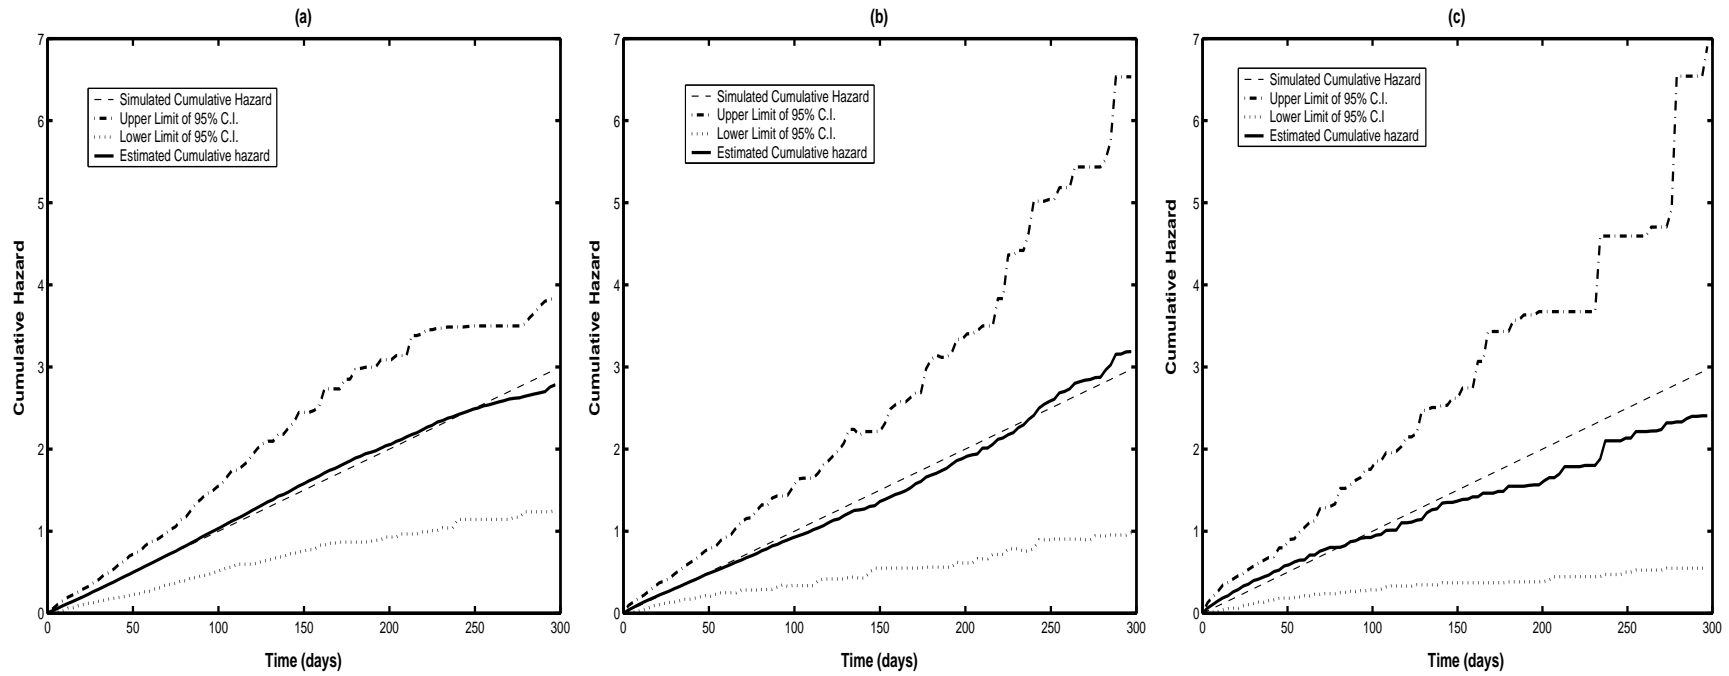 (a)
7
6
5
4
3
2
1
0
Cumulative Hazard
Simulated Cumulative Hazard
Upper Limit of 95% C.I.
Lower Limit of 95% C.I.
Estimated Cumulative hazard
0 50 100 150 200 250 300
Time (days)
(b)
7
6
5
4
3
2
1
0
Cumulative Hazard
Simulated Cumulative Hazard
Upper Limit of 95% C.I.
Lower Limit of 95% C.I.
Estimated Cumulative hazard
0 50 100 150 200 250 300
Time (days)
(c)
7
6
5
4
3
2
1
0
Cumulative Hazard
Simulated Cumulative Hazard
Upper Limit of 95% C.I.
Lower Limit of 95% C.I
Estimated Cumulative hazard
0 50 100 150 200 250 300
Time (days)